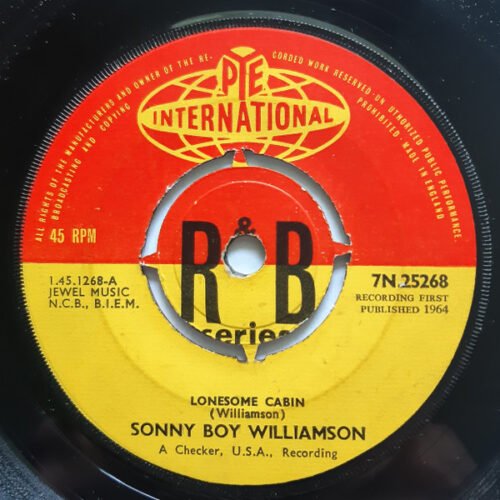 ALL RIGHTS OF THE MANUFACTURERS AND OWNER OF THE RE- CORDED WORK RESERVED · UNAUTHORIZED PUBLIC PERFORMANCE
BROADCASTING AND COPYING PROHIBITED · MADE IN ENGLAND
PYE
INTERNATIONAL
45 RPM
R&B
series
1.45.1268-A
JEWEL MUSIC
N.C.B., B.I.E.M.
7N.25268
RECORDING FIRST
PUBLISHED 1964
LONESOME CABIN
(Williamson)
SONNY BOY WILLIAMSON
A Checker, U.S.A., Recording